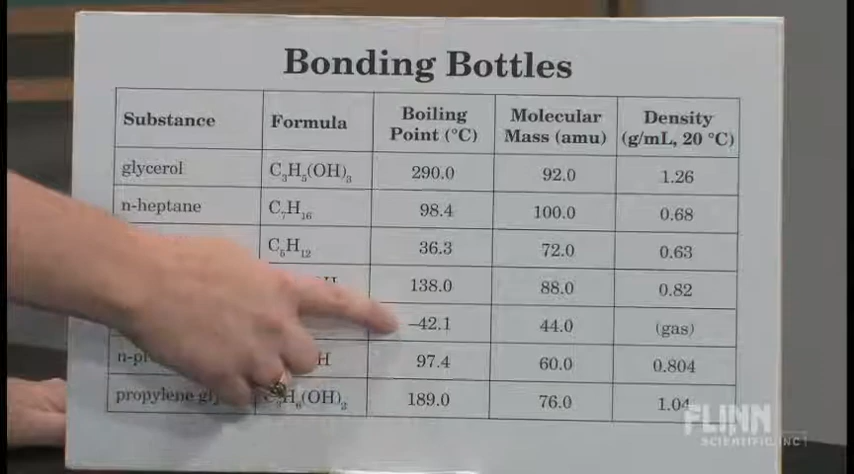 Bonding Bottles
Substance Formula Boiling Point (°C) Molecular Mass (amu) Density (g/mL, 20 °C)
glycerol C₃H₅(OH)₃ 290.0 92.0 1.26
n-heptane C₇H₁₆ 98.4 100.0 0.68
C₅H₁₂ 36.3 72.0 0.63
138.0 88.0 0.82
–42.1 44.0 (gas)
97.4 60.0 0.804
propylene 189.0 76.0 1.04
FLINN
SCIENTIFIC, INC